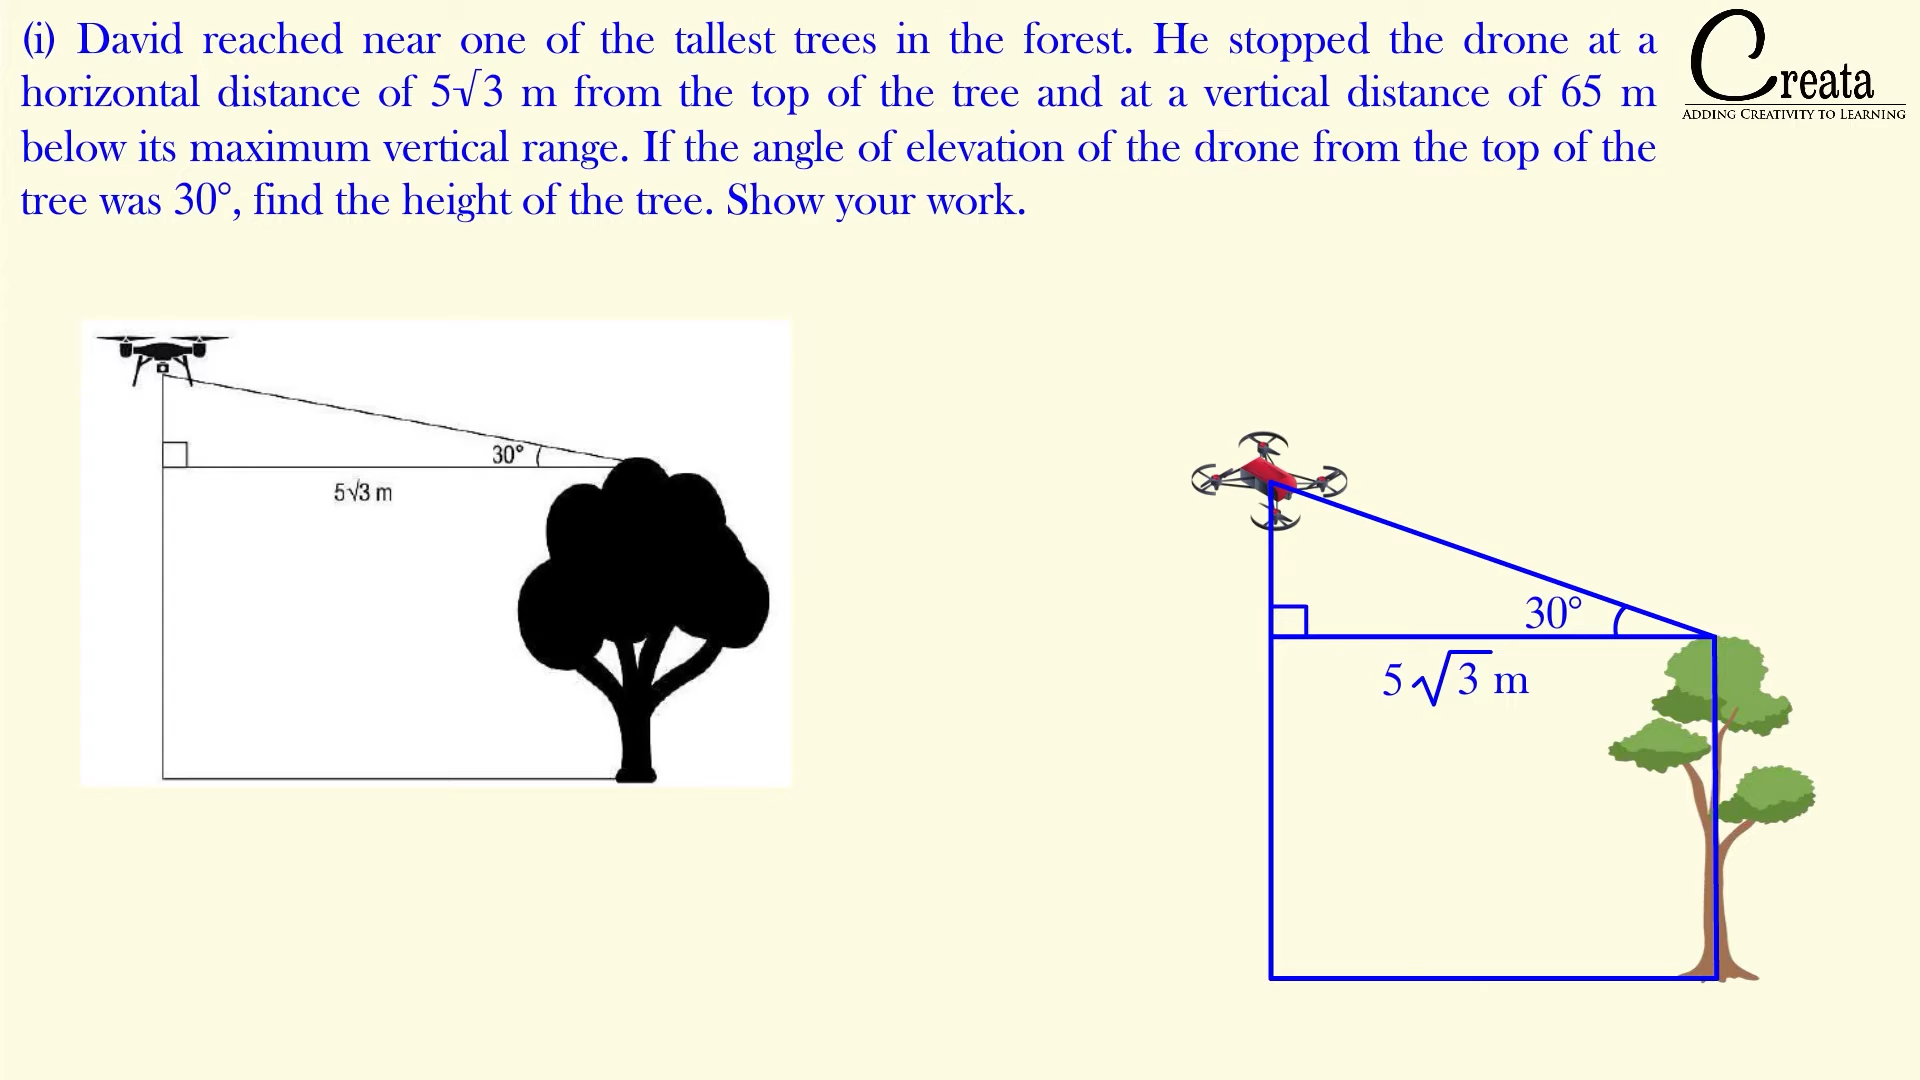 (i) David reached near one of the tallest trees in the forest. He stopped the drone at a
horizontal distance of 5√3 m from the top of the tree and at a vertical distance of 65 m
below its maximum vertical range. If the angle of elevation of the drone from the top of the
tree was 30°, find the height of the tree. Show your work.
Creata
ADDING CREATIVITY TO LEARNING
30°
5√3 m
30°
5√3 m